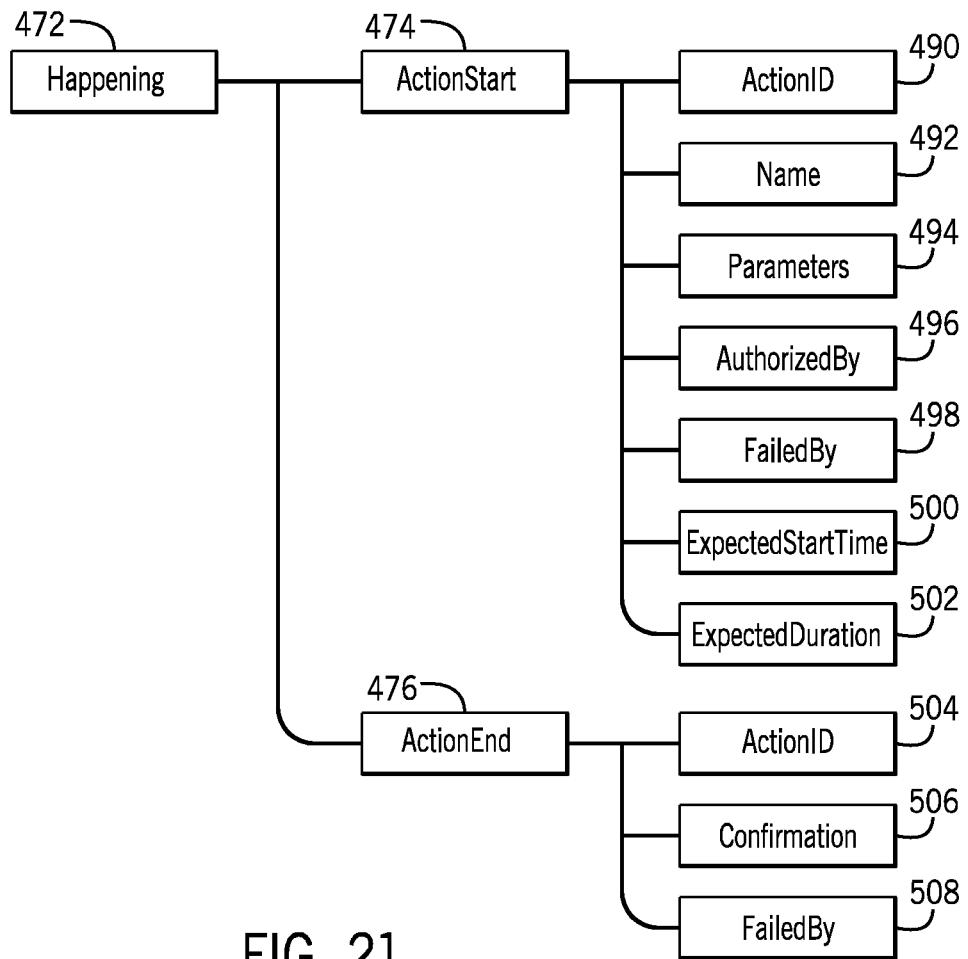 472
Happening
474
ActionStart
490
ActionID
492
Name
494
Parameters
496
AuthorizedBy
498
FailedBy
500
ExpectedStartTime
502
ExpectedDuration
476
ActionEnd
504
ActionID
506
Confirmation
508
FailedBy
FIG. 21